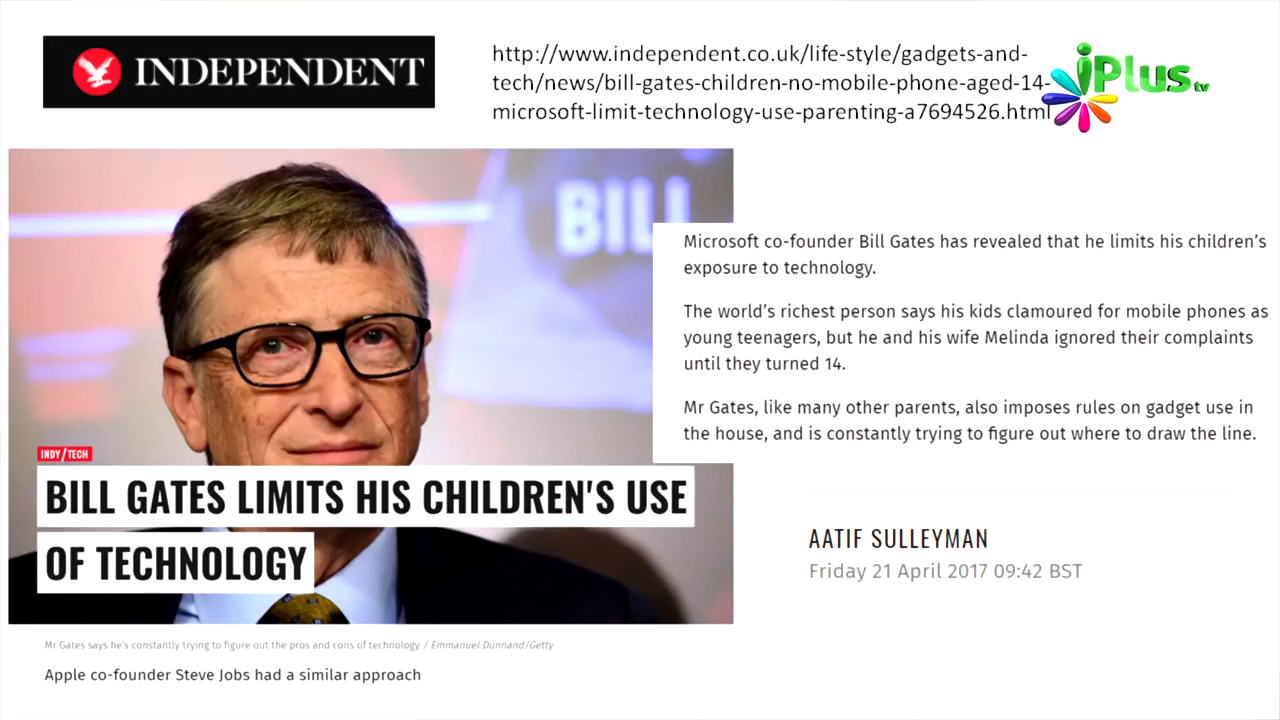 INDEPENDENT
http://www.independent.co.uk/life-style/gadgets-and-
tech/news/bill-gates-children-no-mobile-phone-aged-14-
microsoft-limit-technology-use-parenting-a7694526.html
iPlus tv
BILL
Microsoft co-founder Bill Gates has revealed that he limits his children's
exposure to technology.
The world's richest person says his kids clamoured for mobile phones as
young teenagers, but he and his wife Melinda ignored their complaints
until they turned 14.
Mr Gates, like many other parents, also imposes rules on gadget use in
the house, and is constantly trying to figure out where to draw the line.
INDY/TECH
BILL GATES LIMITS HIS CHILDREN'S USE
OF TECHNOLOGY
AATIF SULLEYMAN
Friday 21 April 2017 09:42 BST
Mr Gates says he's constantly trying to figure out the pros and cons of technology / Emmanuel Dunnand/Getty
Apple co-founder Steve Jobs had a similar approach